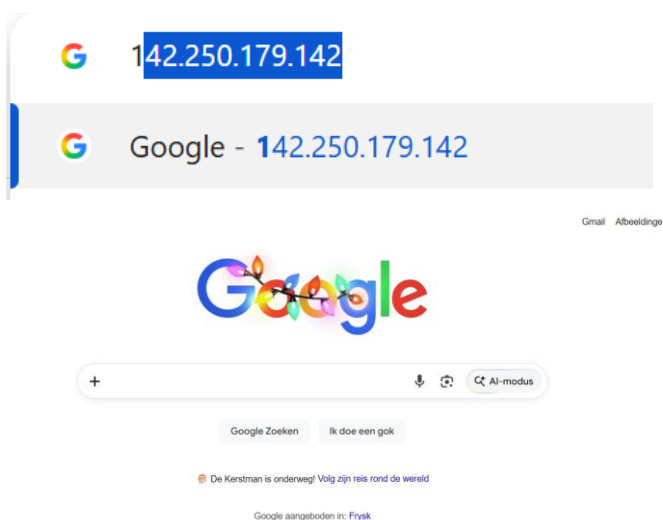 142.250.179.142
Google - 142.250.179.142
Gmail Afbeeldinge
Google
AI-modus
Google Zoeken Ik doe een gok
De Kerstman is onderweg! Volg zijn reis rond de wereld
Google aangeboden in: Frysk